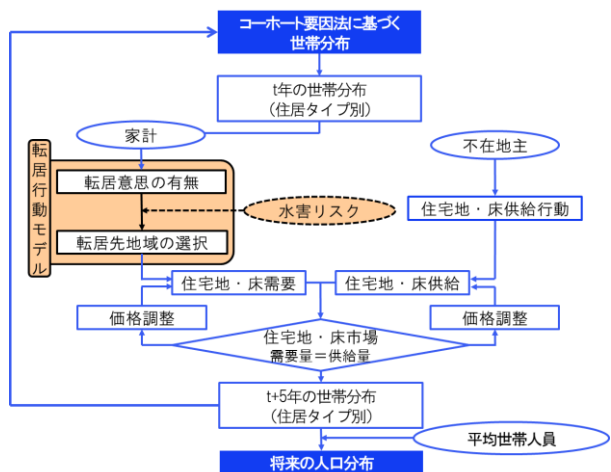 コーホート要因法に基づく
世帯分布
t年の世帯分布
（住居タイプ別）
家計
不在地主
転居行動モデル
転居意思の有無
水害リスク
住宅地・床供給行動
転居先地域の選択
住宅地・床需要
住宅地・床供給
価格調整
住宅地・床市場
需要量＝供給量
価格調整
t+5年の世帯分布
（住居タイプ別）
平均世帯人員
将来の人口分布